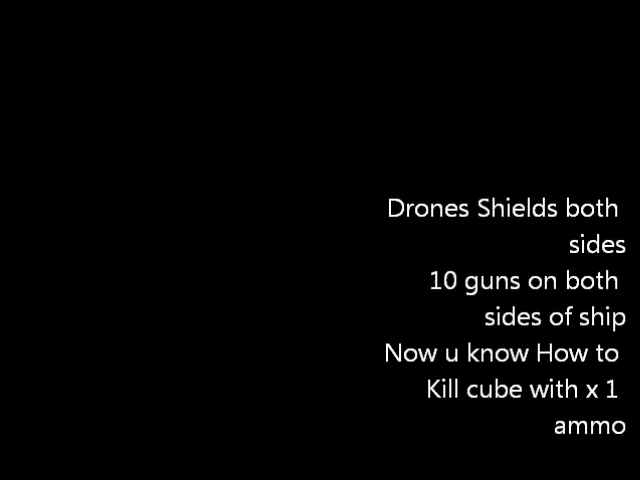 Drones Shields both
sides
10 guns on both
sides of ship
Now u know How to
Kill cube with x 1
ammo